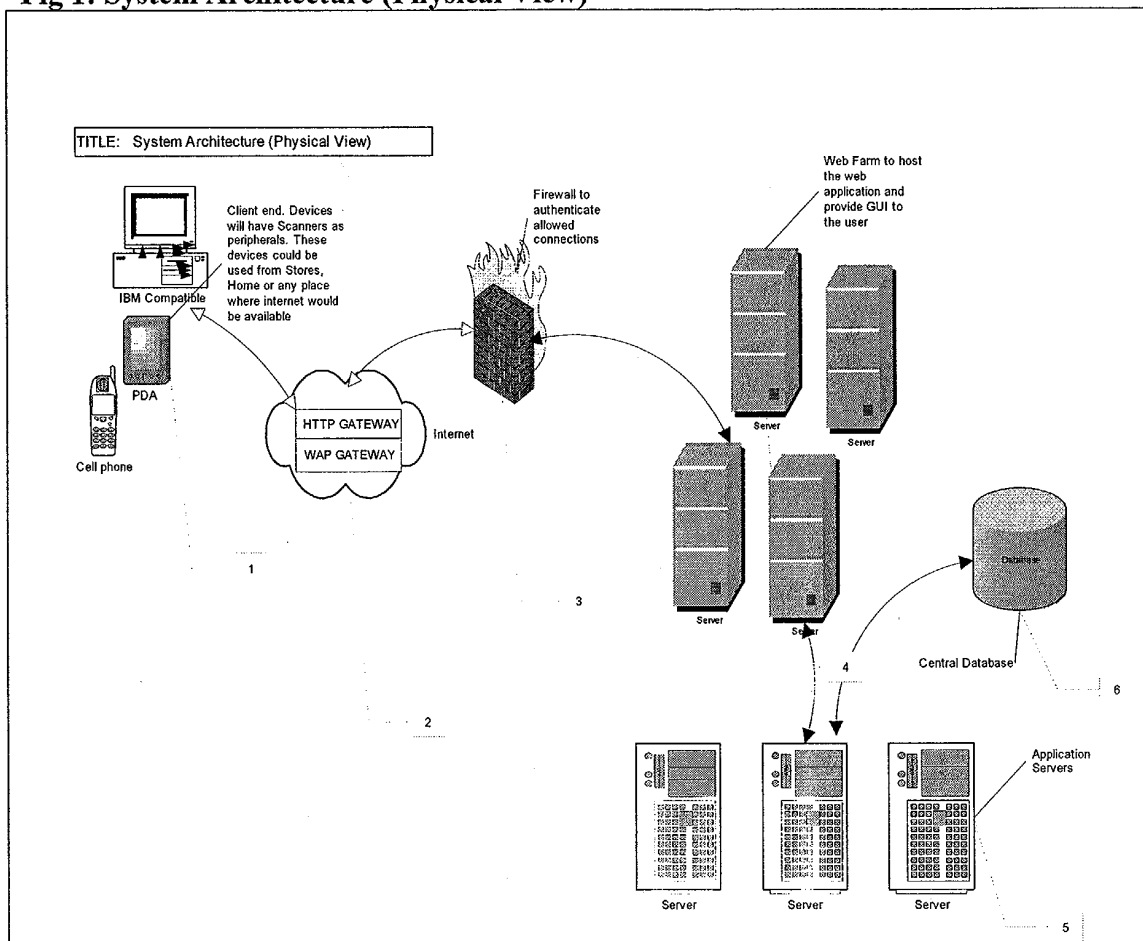 Fig 1: System Architecture (Physical View)
TITLE: System Architecture (Physical View)
Client end. Devices
will have Scanners as
peripherals. These
devices could be
used from Stores,
Home or any place
where internet would
be available
IBM Compatible
PDA
Cell phone
HTTP GATEWAY
WAP GATEWAY
Internet
Firewall to
authenticate
allowed
connections
Web Farm to host
the web
application and
provide GUI to
the user
Server
Server
Server
Server
Database
Central Database
1
2
3
4
6
Application
Servers
Server
Server
Server
5